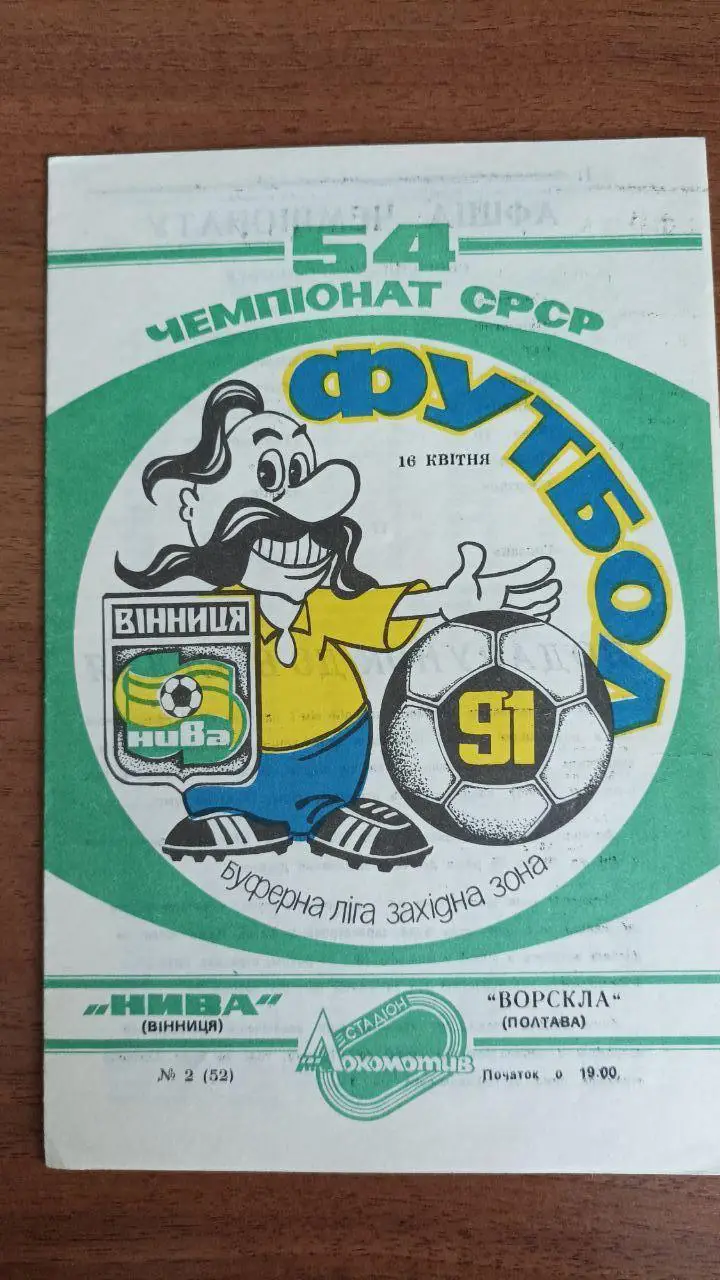 54
ЧЕМПІОНАТ СРСР
ФУТБОЛ
16 КВІТНЯ
ВІННИЦЯ
нива
91
Буферна ліга західна зона
„НИВА“
(ВІННИЦЯ)
№ 2 (52)
СТАДІОН
Локомотив
"ВОРСКЛА"
(ПОЛТАВА)
Початок о 19.00